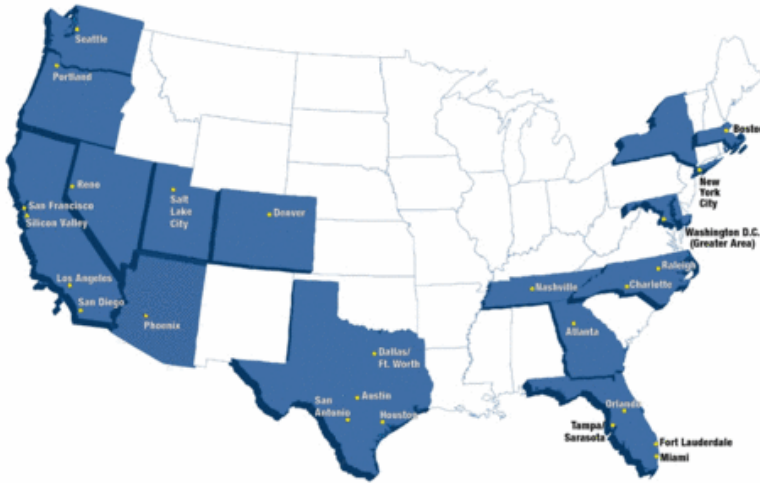 Seattle
Portland
Reno
San Francisco
Silicon Valley
Salt
Lake
City
Denver
Los Angeles
San Diego
Phoenix
Dallas/
Ft. Worth
Austin
San
Antonio
Houston
Nashville
Raleigh
Charlotte
Atlanta
Orlando
Tampa/
Sarasota
Fort Lauderdale
Miami
Boston
New
York
City
Washington D.C.
(Greater Area)